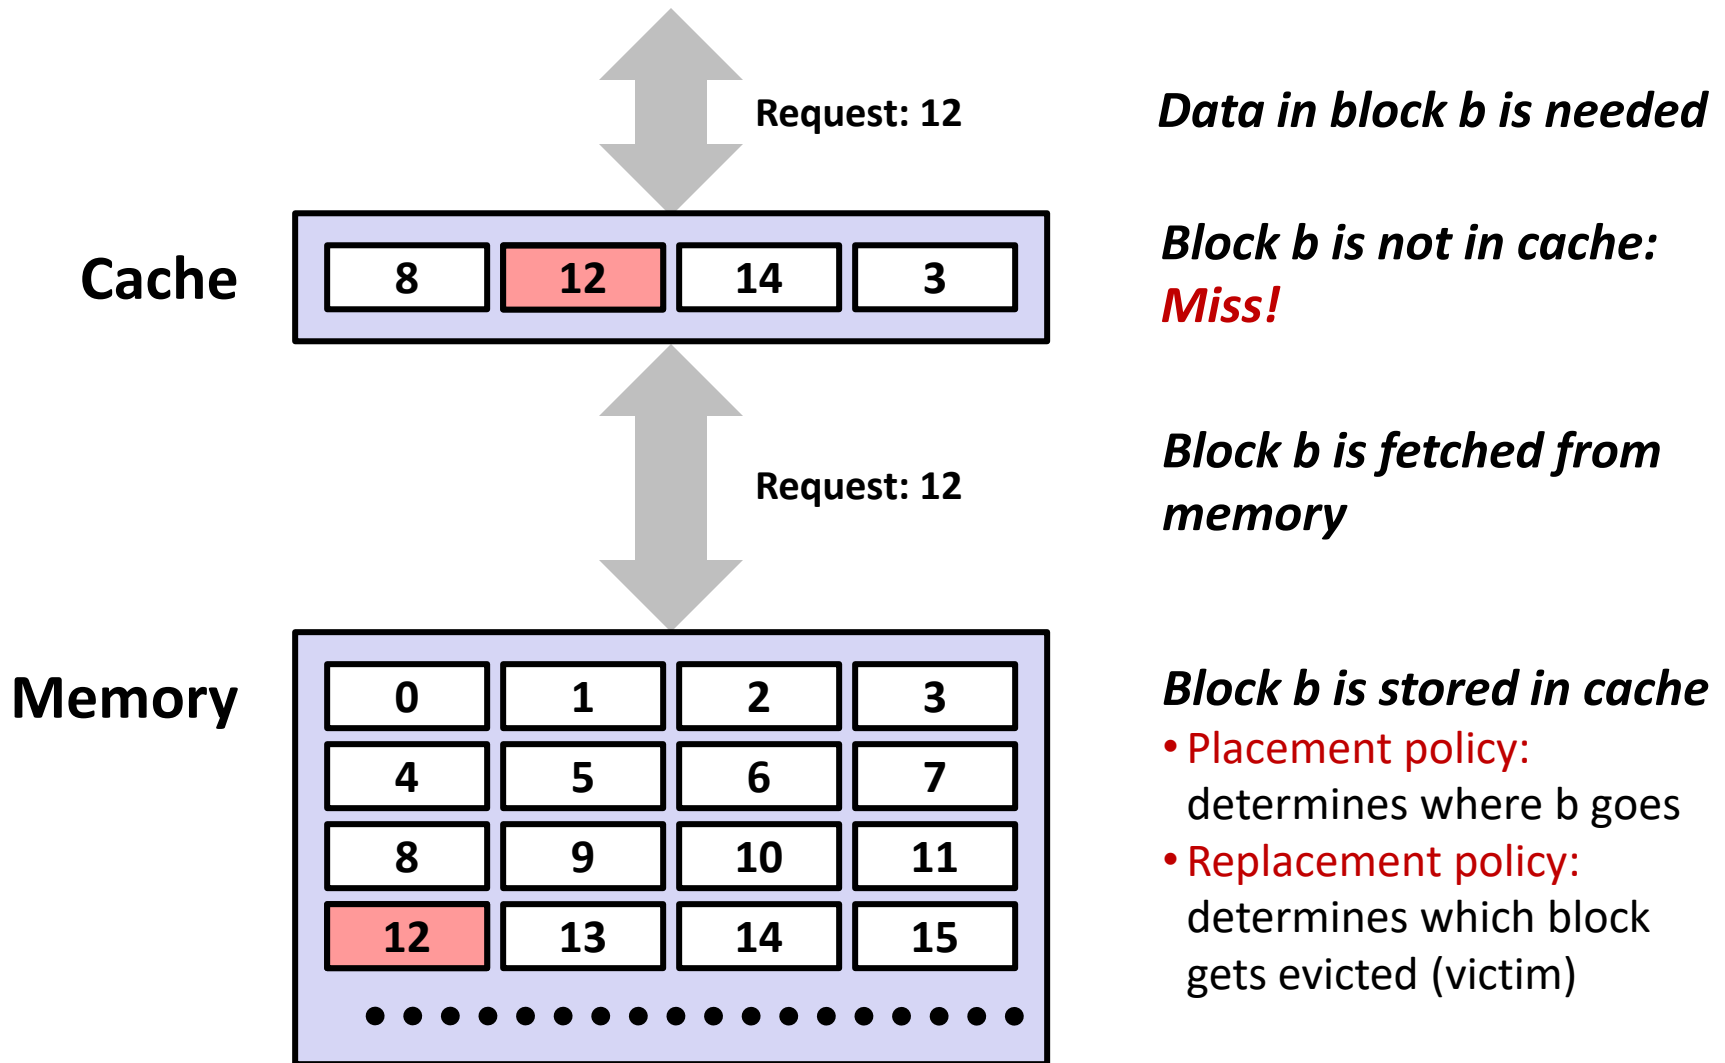 Request: 12
Data in block b is needed
Cache
8 12 14 3
Block b is not in cache:
Miss!
Request: 12
Block b is fetched from
memory
Memory
0 1 2 3
4 5 6 7
8 9 10 11
12 13 14 15
Block b is stored in cache
• Placement policy:
determines where b goes
• Replacement policy:
determines which block
gets evicted (victim)